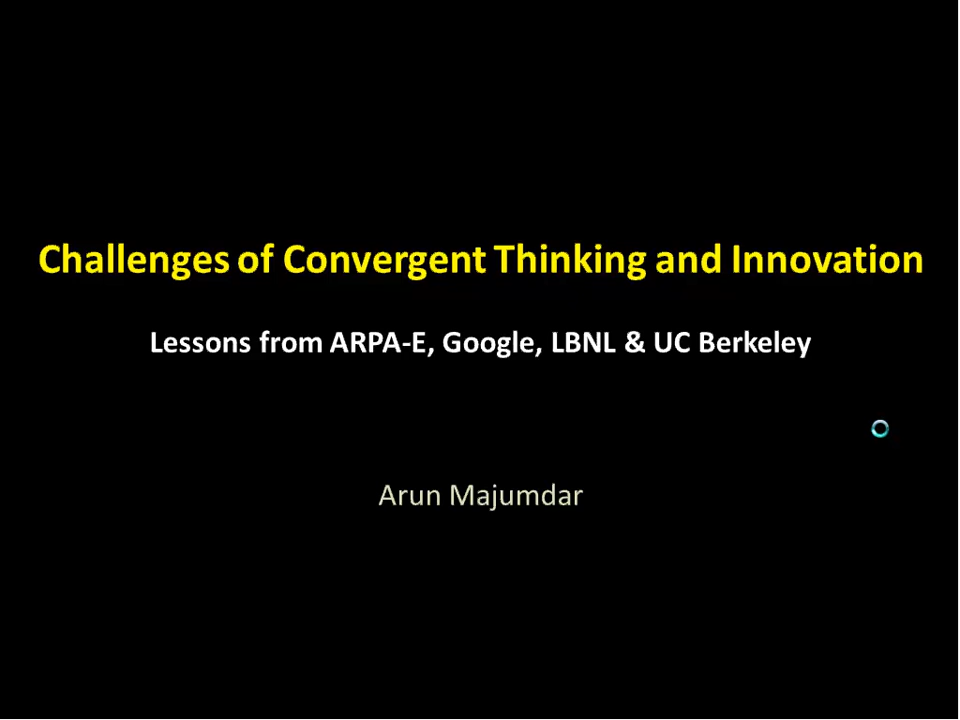 Challenges of Convergent Thinking and Innovation
Lessons from ARPA-E, Google, LBNL & UC Berkeley
Arun Majumdar